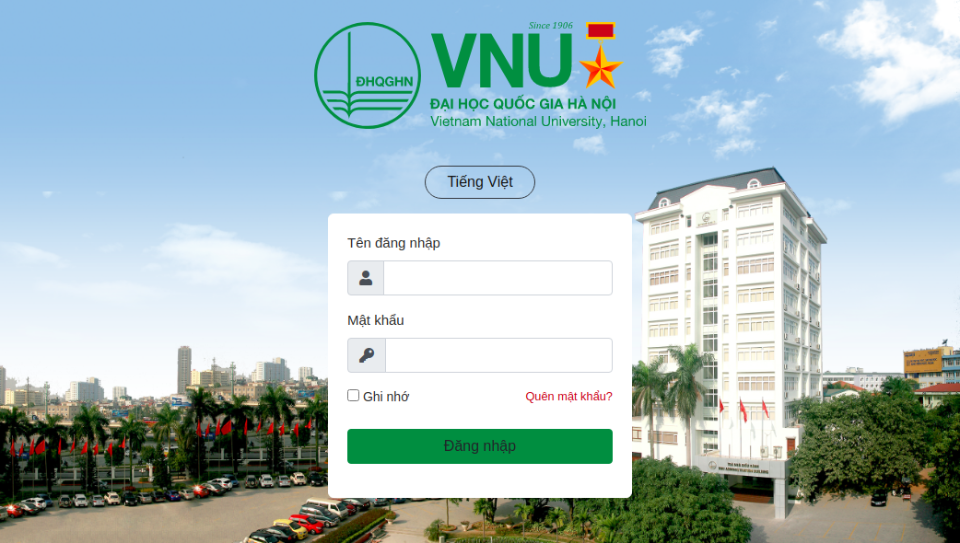 Since 1906
VNU
ĐHQGHN
ĐẠI HỌC QUỐC GIA HÀ NỘI
Vietnam National University, Hanoi
Tiếng Việt
Tên đăng nhập
Mật khẩu
Ghi nhớ
Quên mật khẩu?
Đăng nhập